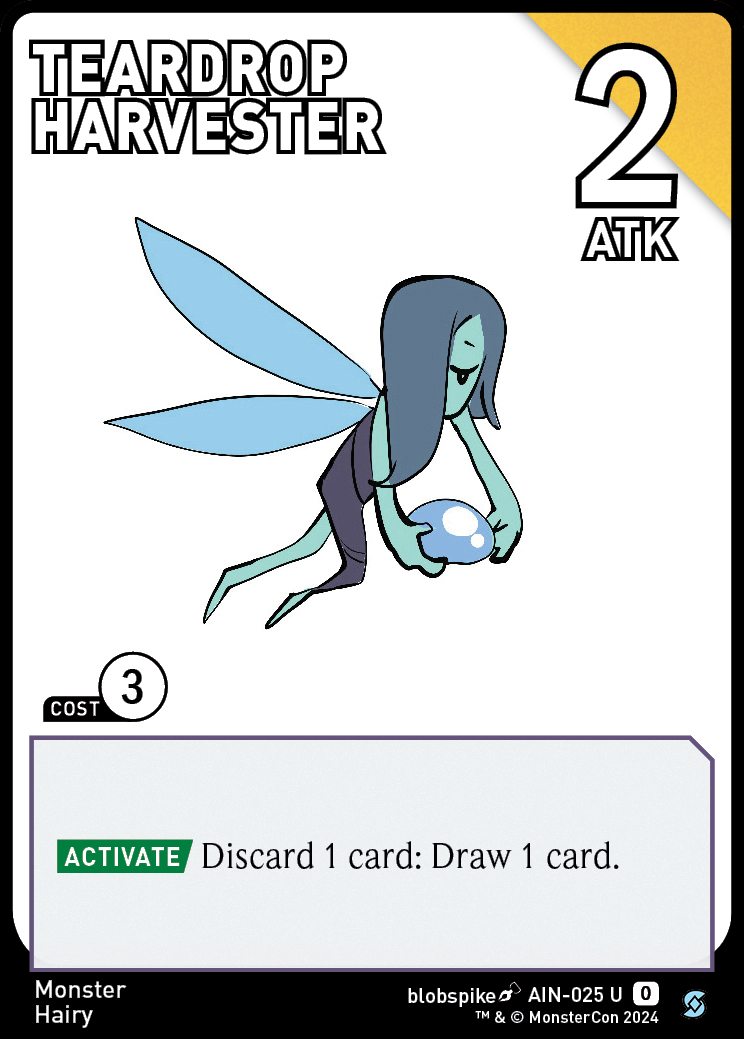 TEARDROP
HARVESTER
2
ATK
COST 3
ACTIVATE Discard 1 card: Draw 1 card.
Monster
Hairy
blobspike AIN-025 U 0
™ & © MonsterCon 2024